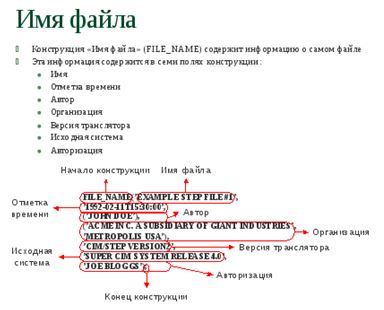 Имя файла
Конструкция «Имя файла» (FILE_NAME) содержит информацию о самом файле
Эта информация содержится в семи полях конструкции:
Имя
Отметка времени
Автор
Организация
Версия транслятора
Исходная система
Авторизация
Начало конструкции Имя файла
FILE_NAME( 'EXAMPLE STEP FILE #1',
Отметка времени
'1992-02-11T15:30:00',
('JOHN DOE'),
Автор
('ACME INC. A SUBSIDIARY OF GIANT INDUSTRIES',
'METROPOLIS USA'),
Организация
'CIM/STEP VERSION2',
Версия транслятора
Исходная система
'SUPER CIM SYSTEM RELEASE 4.0',
'JOE BLOGGS');
Авторизация
Конец конструкции